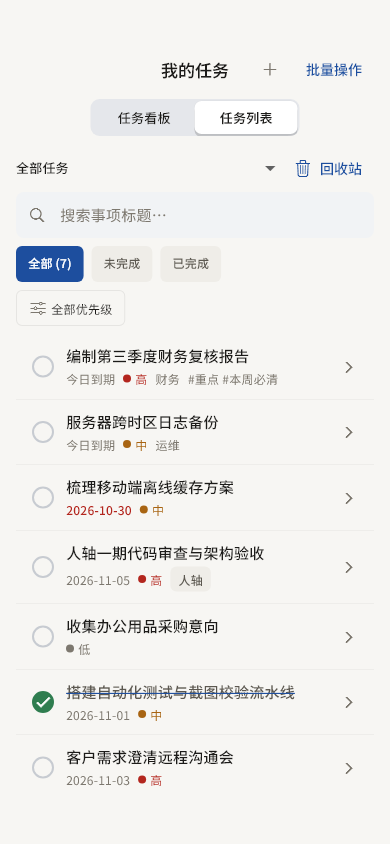 我的任务 批量操作
任务看板 任务列表
全部任务 回收站
搜索事项标题…
全部 (7) 未完成 已完成
全部优先级
编制第三季度财务复核报告
今日到期 高 财务 #重点 #本周必清
服务器跨时区日志备份
今日到期 中 运维
梳理移动端离线缓存方案
2026-10-30 中
人轴一期代码审查与架构验收
2026-11-05 高 人轴
收集办公用品采购意向
低
搭建自动化测试与截图校验流水线
2026-11-01 中
客户需求澄清远程沟通会
2026-11-03 高